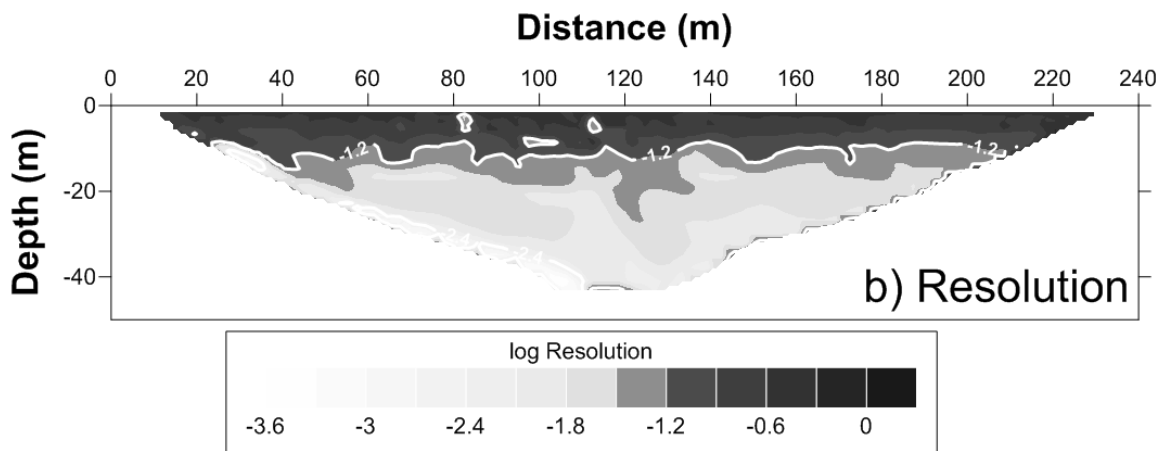 Distance (m)
0 20 40 60 80 100 120 140 160 180 200 220 240
Depth (m)
0
-20
-40
-1.2 -1.2 -1.2
-2.4 -2.4
b) Resolution
log Resolution
-3.6 -3 -2.4 -1.8 -1.2 -0.6 0